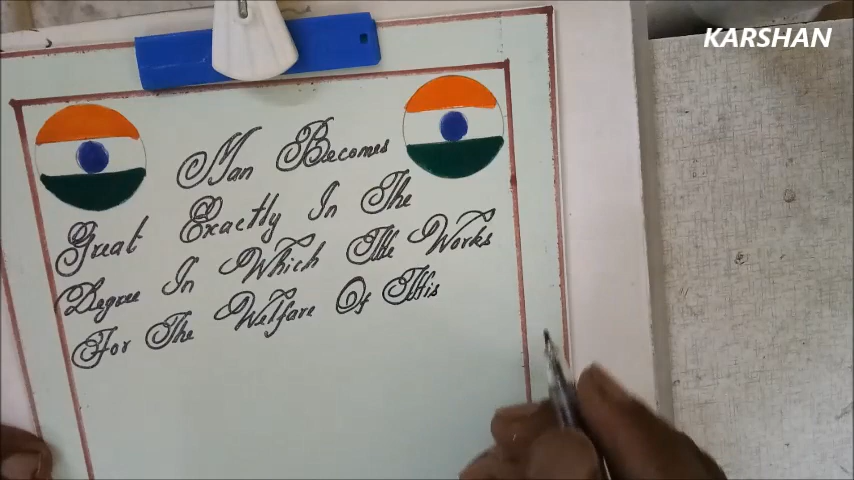 KARSHAN
Man Becomes
Great Exactly In The
Degree In Which He Works
For The Welfare Of His